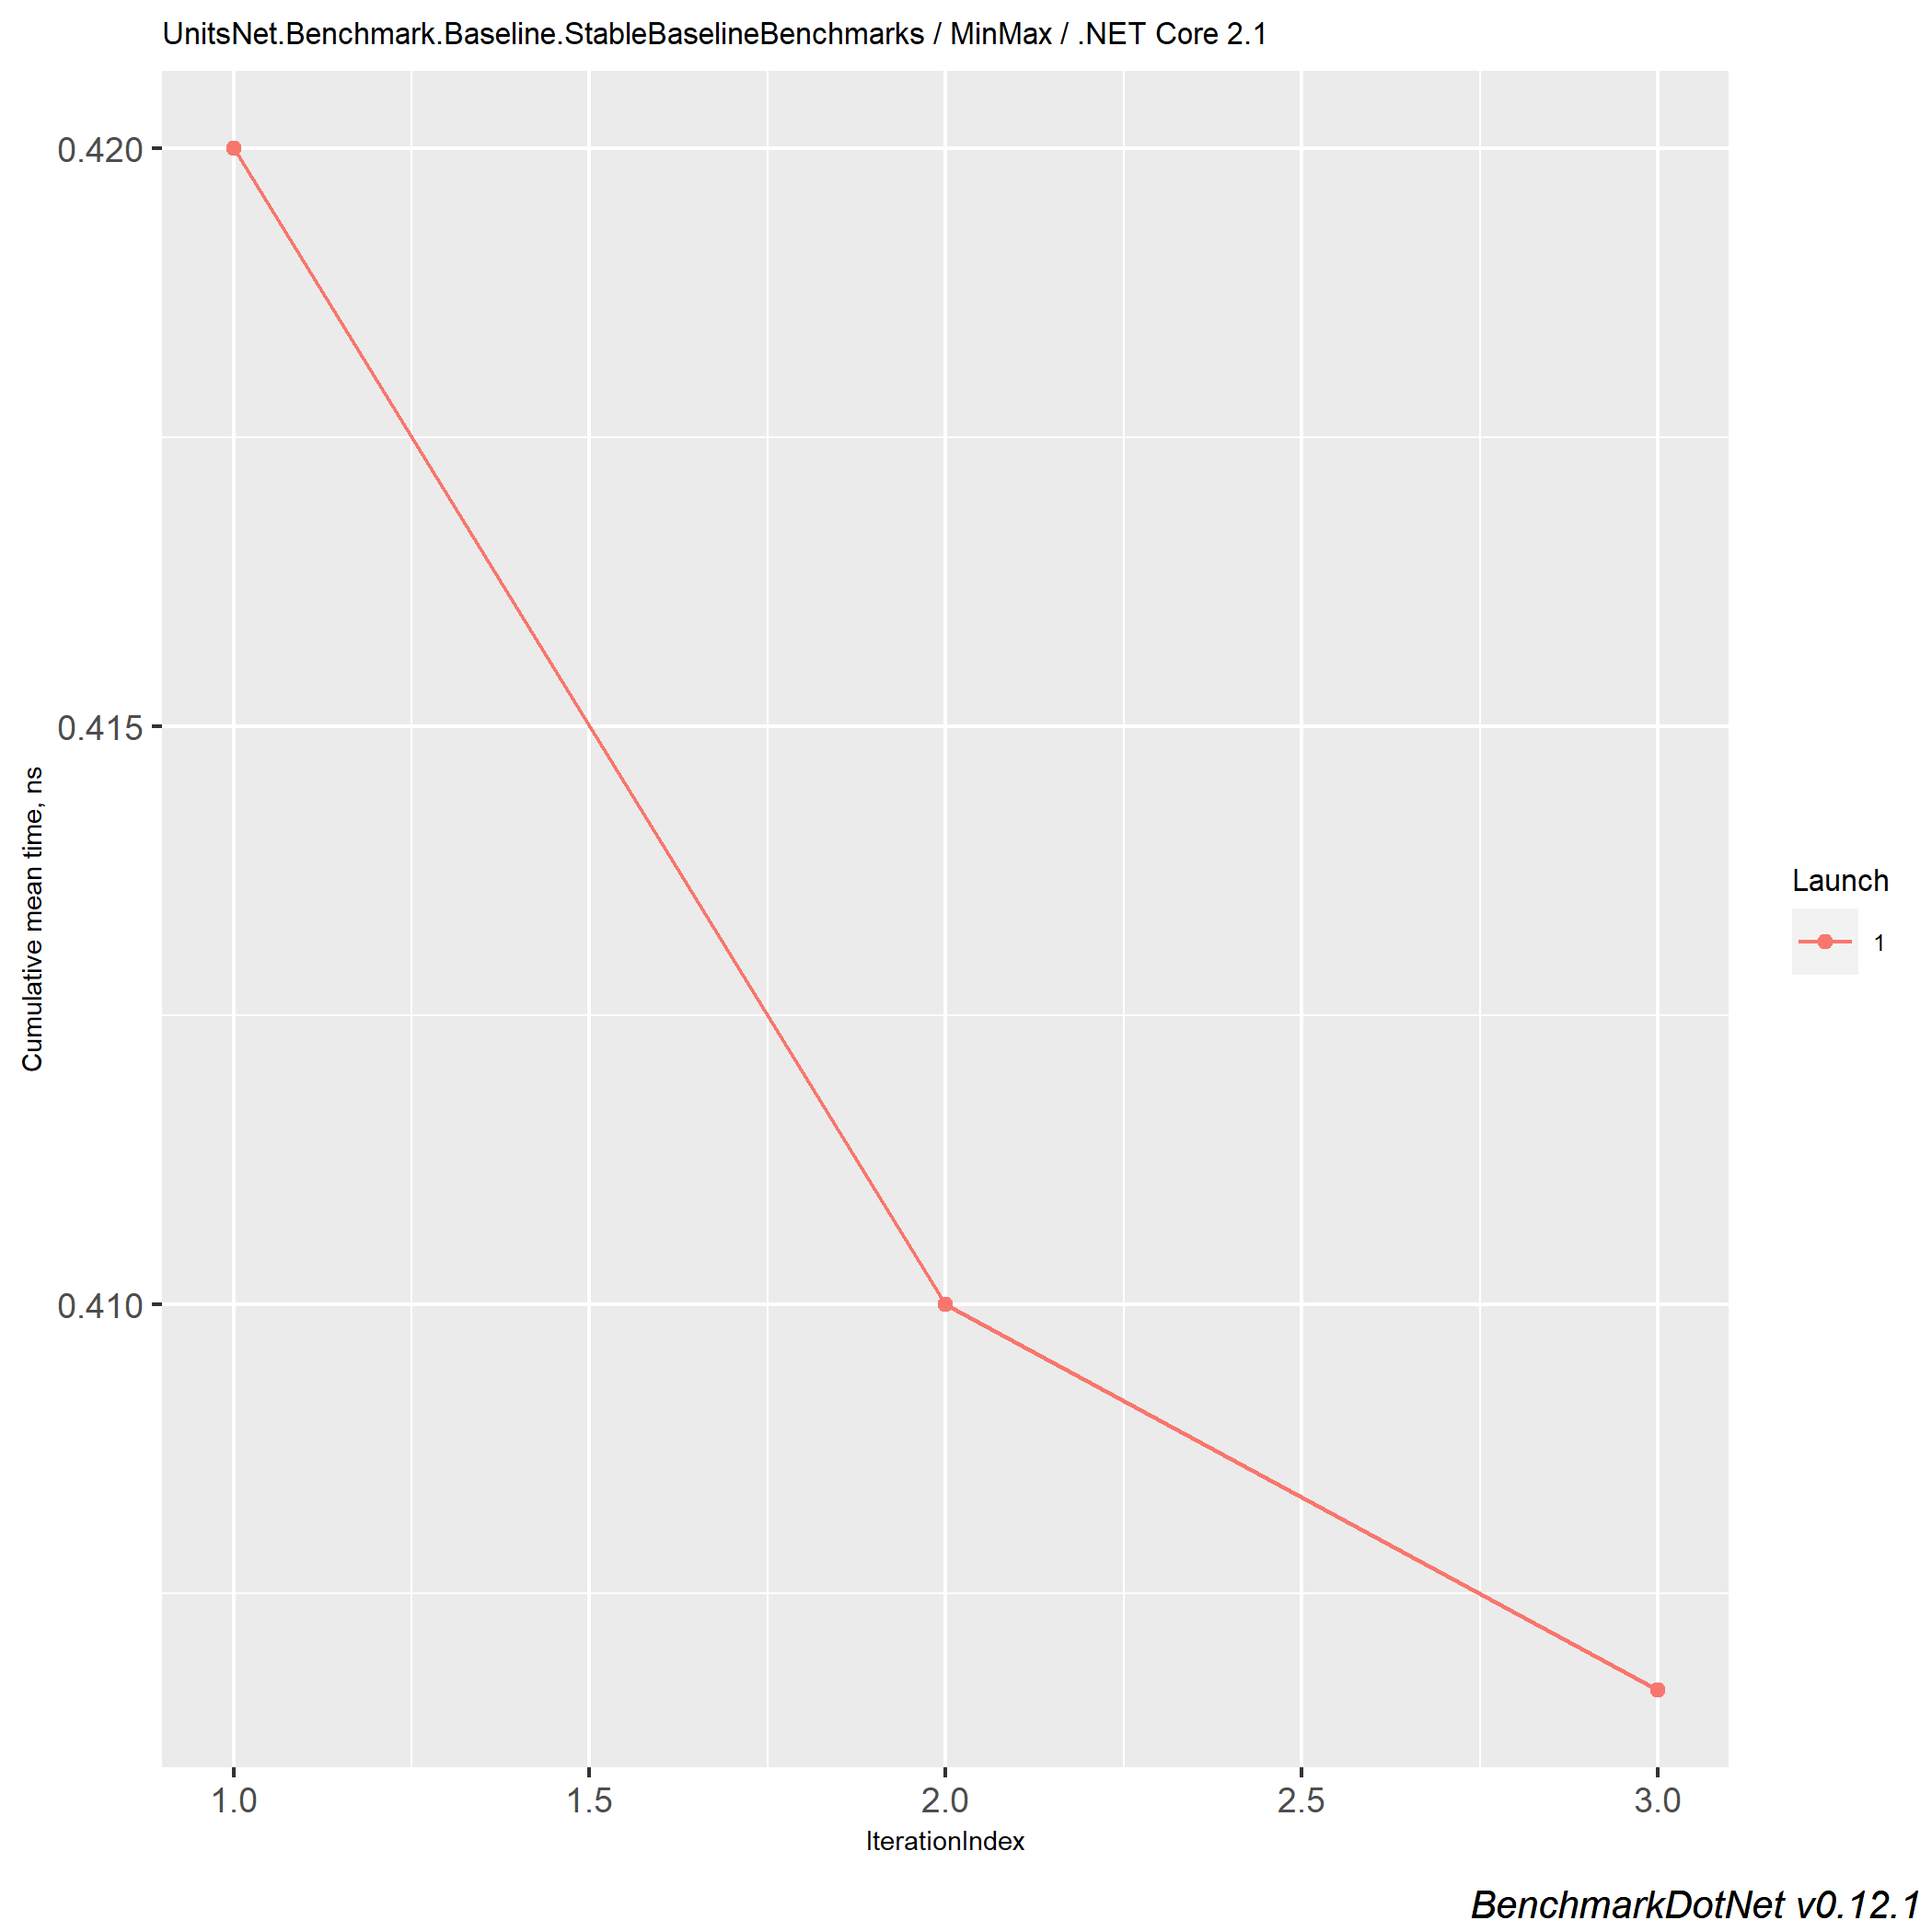 UnitsNet.Benchmark.Baseline.StableBaselineBenchmarks / MinMax / .NET Core 2.1
0.420
0.415
0.410
Cumulative mean time, ns
Launch
1
1.0 1.5 2.0 2.5 3.0
IterationIndex
BenchmarkDotNet v0.12.1